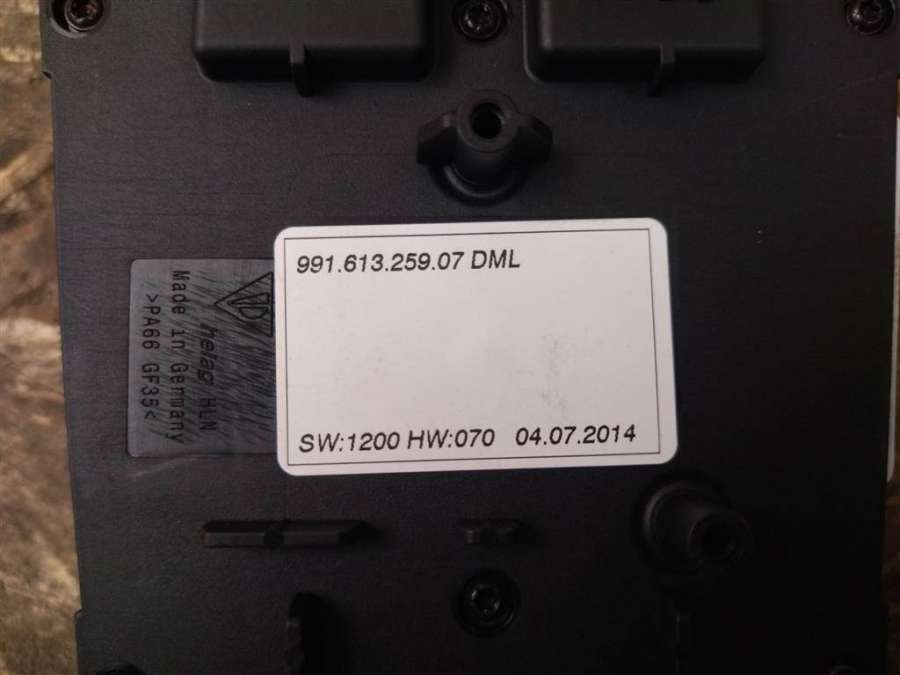 991.613.259.07 DML
SW:1200 HW:070 04.07.2014
helag HLN
Made in Germany
>PA66 GF35<